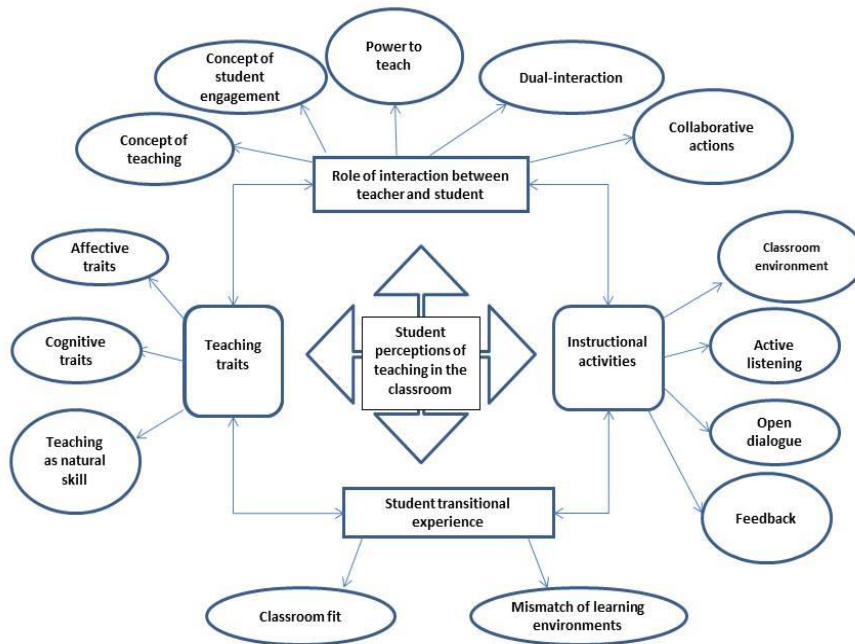 Power to
teach
Concept of
student
engagement
Dual-interaction
Concept of
teaching
Collaborative
actions
Role of interaction between
teacher and student
Affective
traits
Classroom
environment
Cognitive
traits
Teaching
traits
Student
perceptions of
teaching in the
classroom
Instructional
activities
Active
listening
Teaching
as natural
skill
Open
dialogue
Student transitional
experience
Feedback
Classroom fit
Mismatch of learning
environments